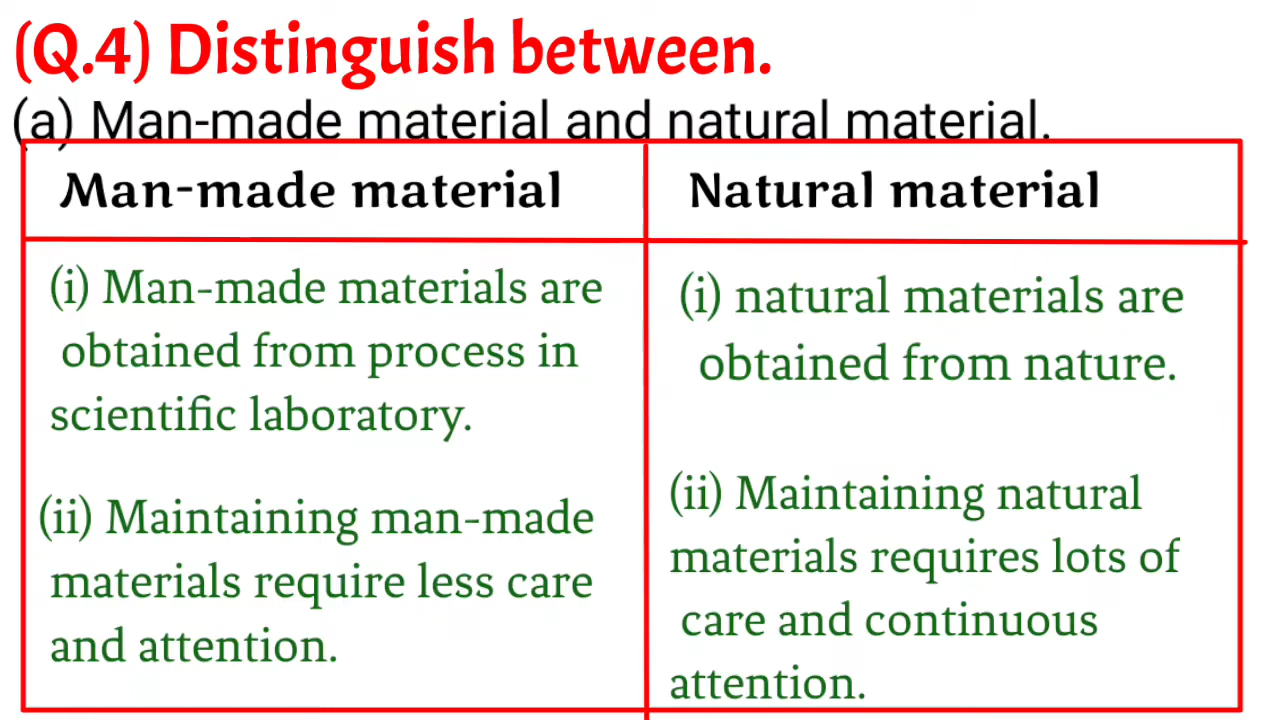 (Q.4) Distinguish between.
(a) Man-made material and natural material.
Man-made material
(i) Man-made materials are
obtained from process in
scientific laboratory.
(ii) Maintaining man-made
materials require less care
and attention.
Natural material
(i) natural materials are
obtained from nature.
(ii) Maintaining natural
materials requires lots of
care and continuous
attention.